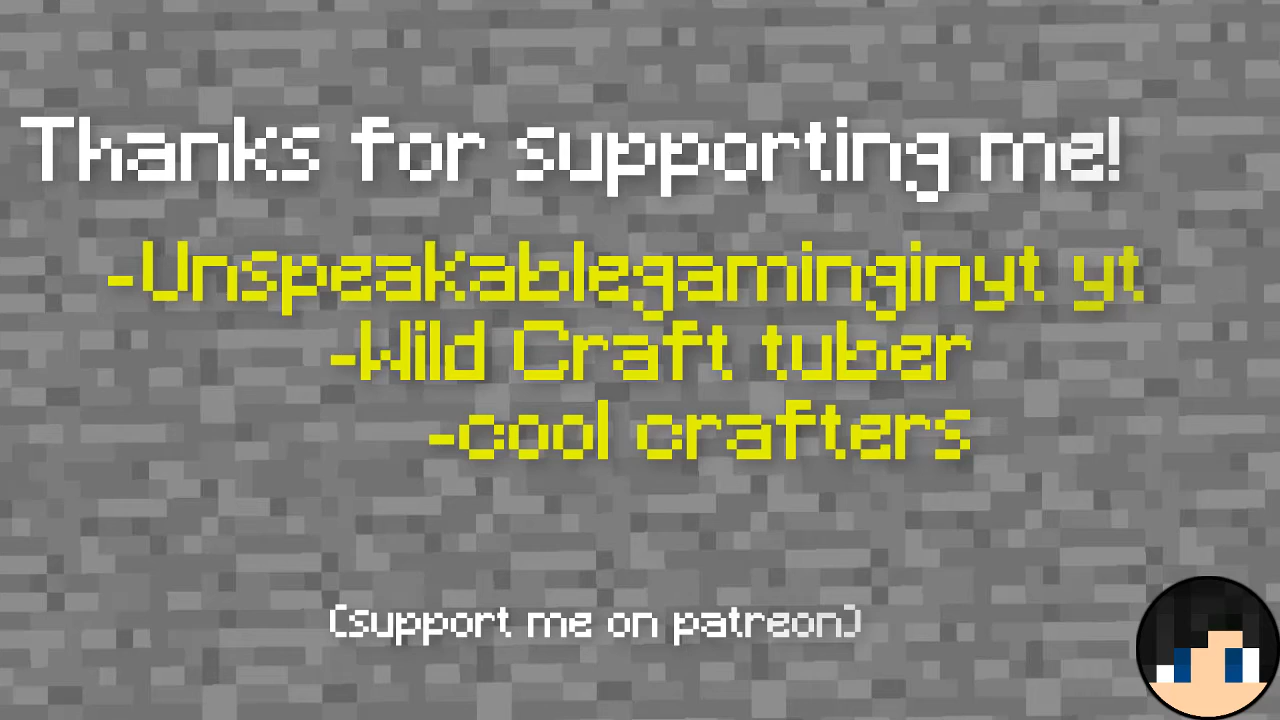 Thanks for supporting me!
-Unspeakablegaminginyt yt
-Wild Craft tuber
-cool crafters
(support me on patreon)